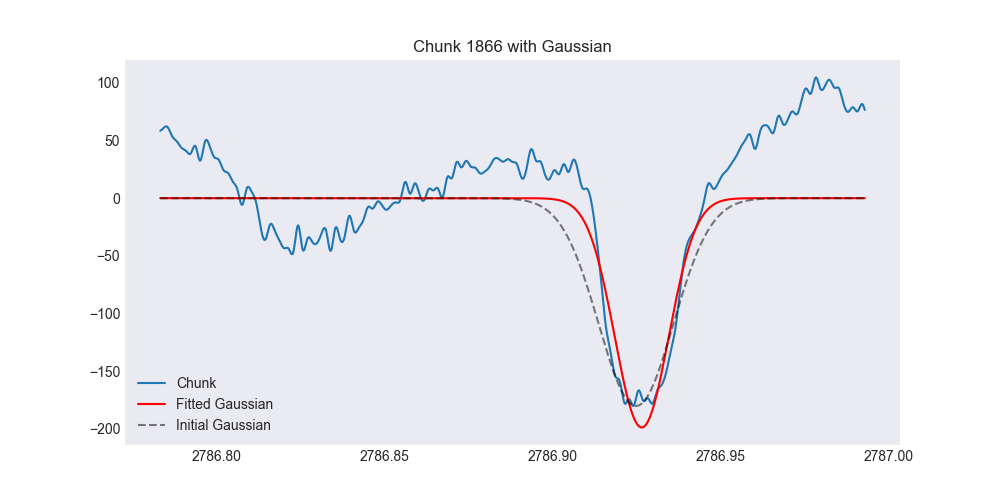 Chunk 1866 with Gaussian
100
50
0
−50
−100
−150
−200
Chunk
Fitted Gaussian
Initial Gaussian
2786.80 2786.85 2786.90 2786.95 2787.00